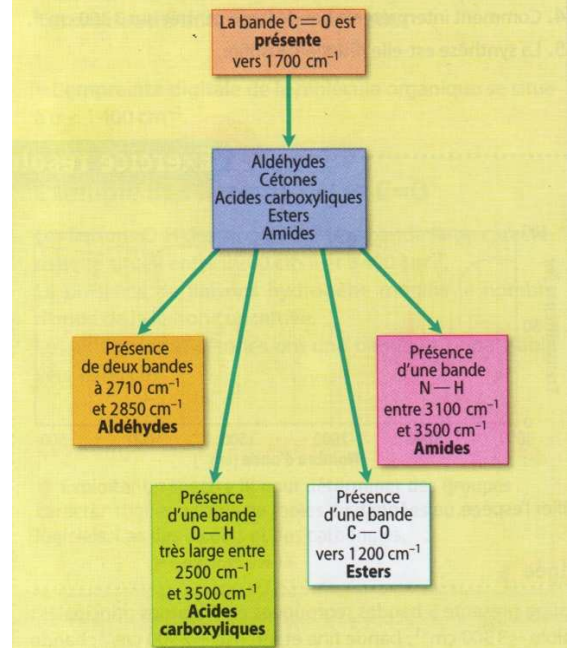 La bande C=O est
présente
vers 1700 cm⁻¹
Aldéhydes
Cétones
Acides carboxyliques
Esters
Amides
Présence
de deux bandes
à 2710 cm⁻¹
et 2850 cm⁻¹
Aldéhydes
Présence
d'une bande
N—H
entre 3100 cm⁻¹
et 3500 cm⁻¹
Amides
Présence
d'une bande
O—H
très large entre
2500 cm⁻¹
et 3500 cm⁻¹
Acides
carboxyliques
Présence
d'une bande
C—O
vers 1200 cm⁻¹
Esters